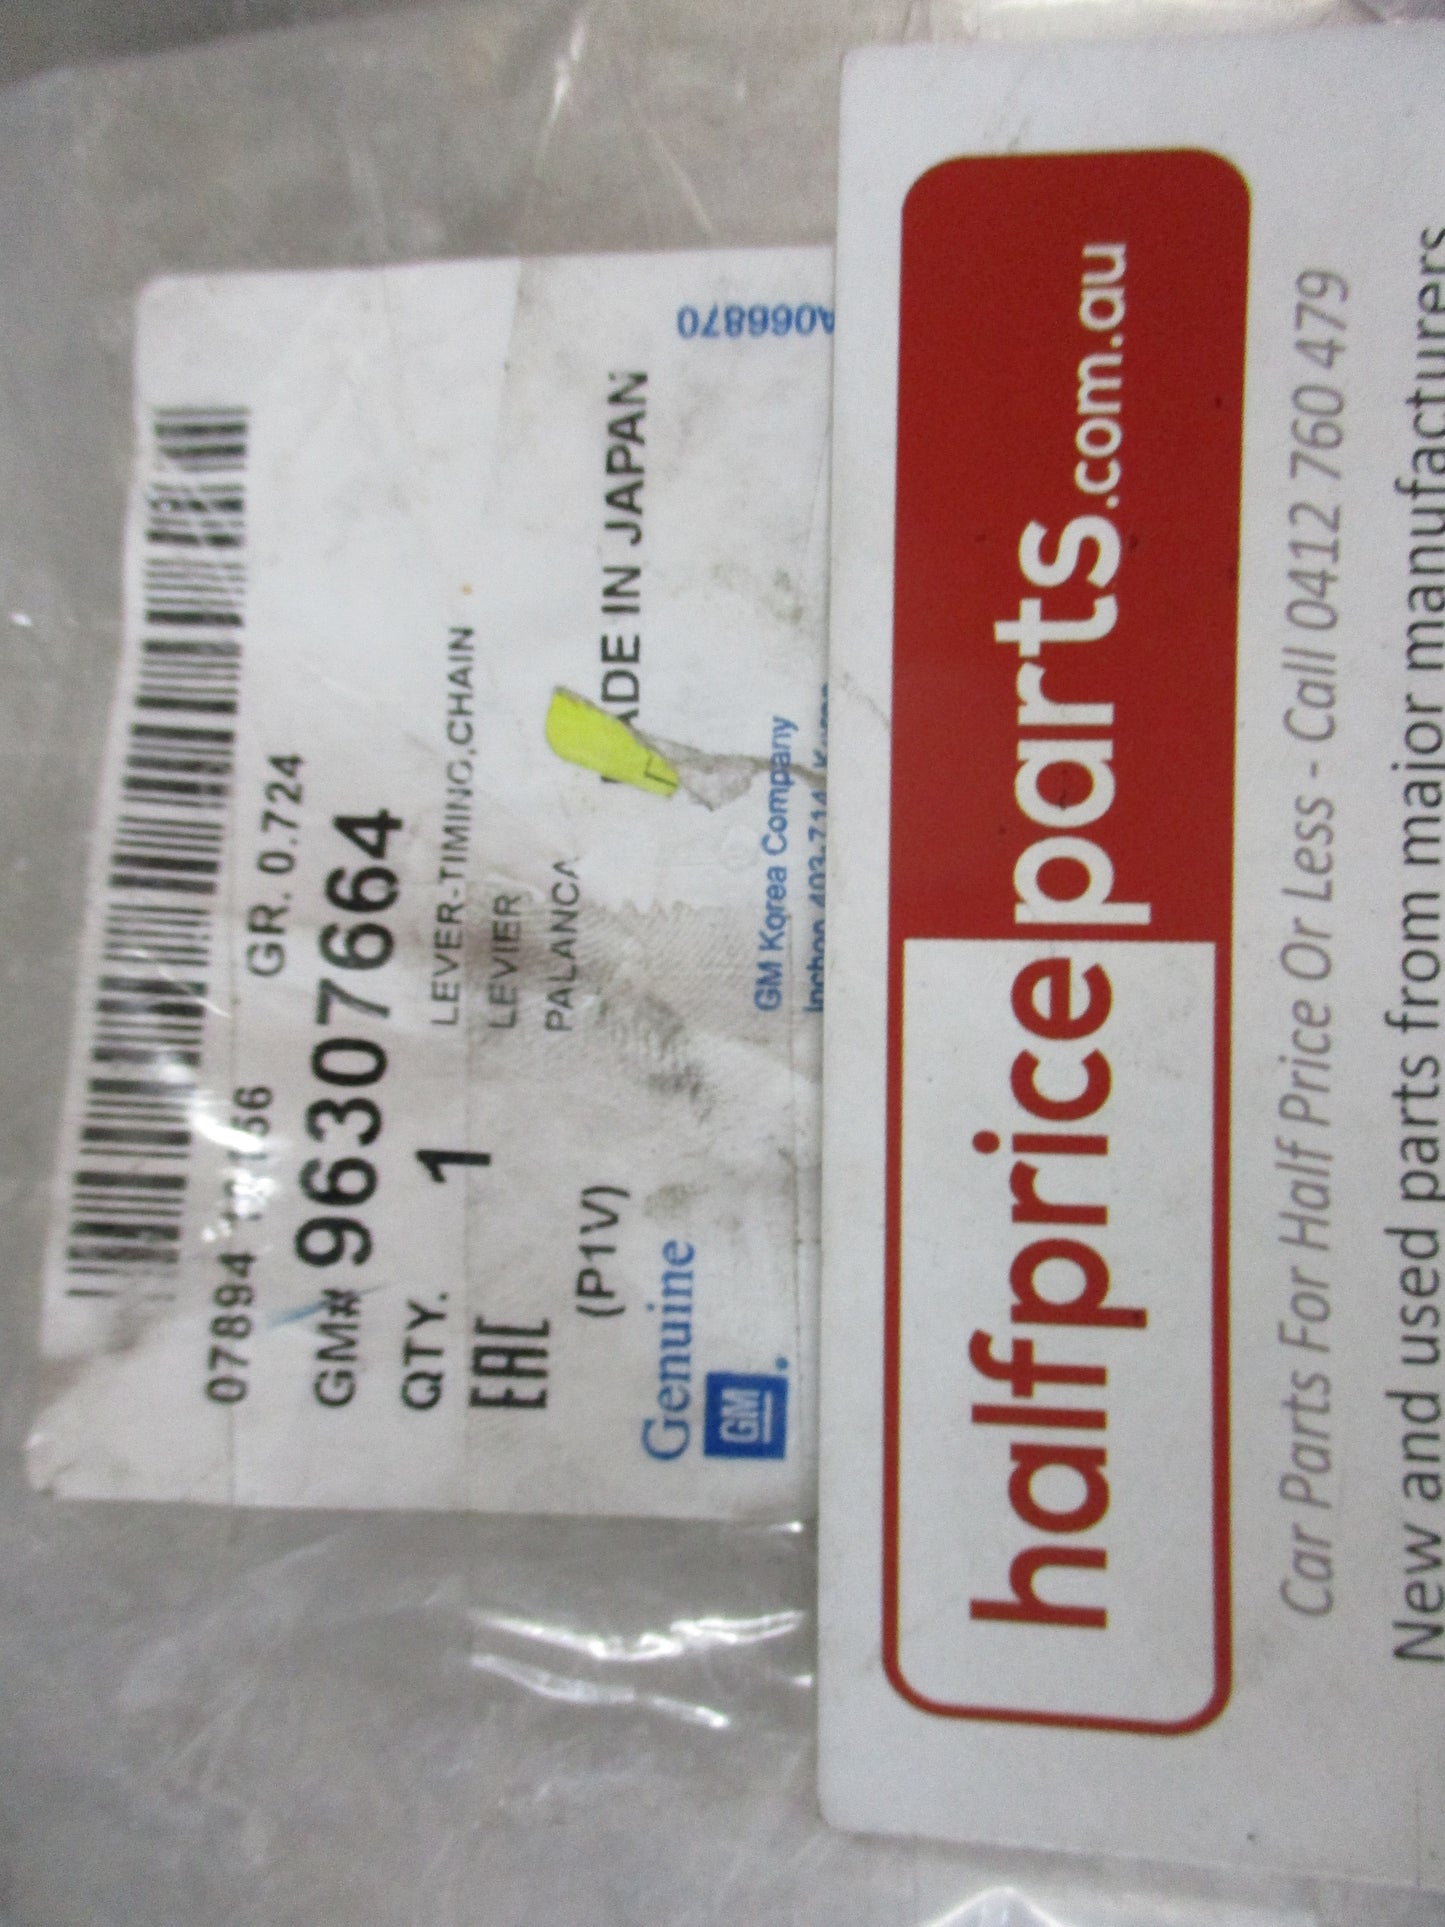 07894
GR. 0.724
GM# 96307664
QTY. 1
LEVER-TIMING,CHAIN
EAC
LEVIER
PALANCA
(P1V)
ADE IN JAPAN
Genuine
GM
GM Korea Company
A066870
halfpriceparts.com.au
Car Parts For Half Price Or Less - Call 0412 760 479
New and used parts from major manufacturers